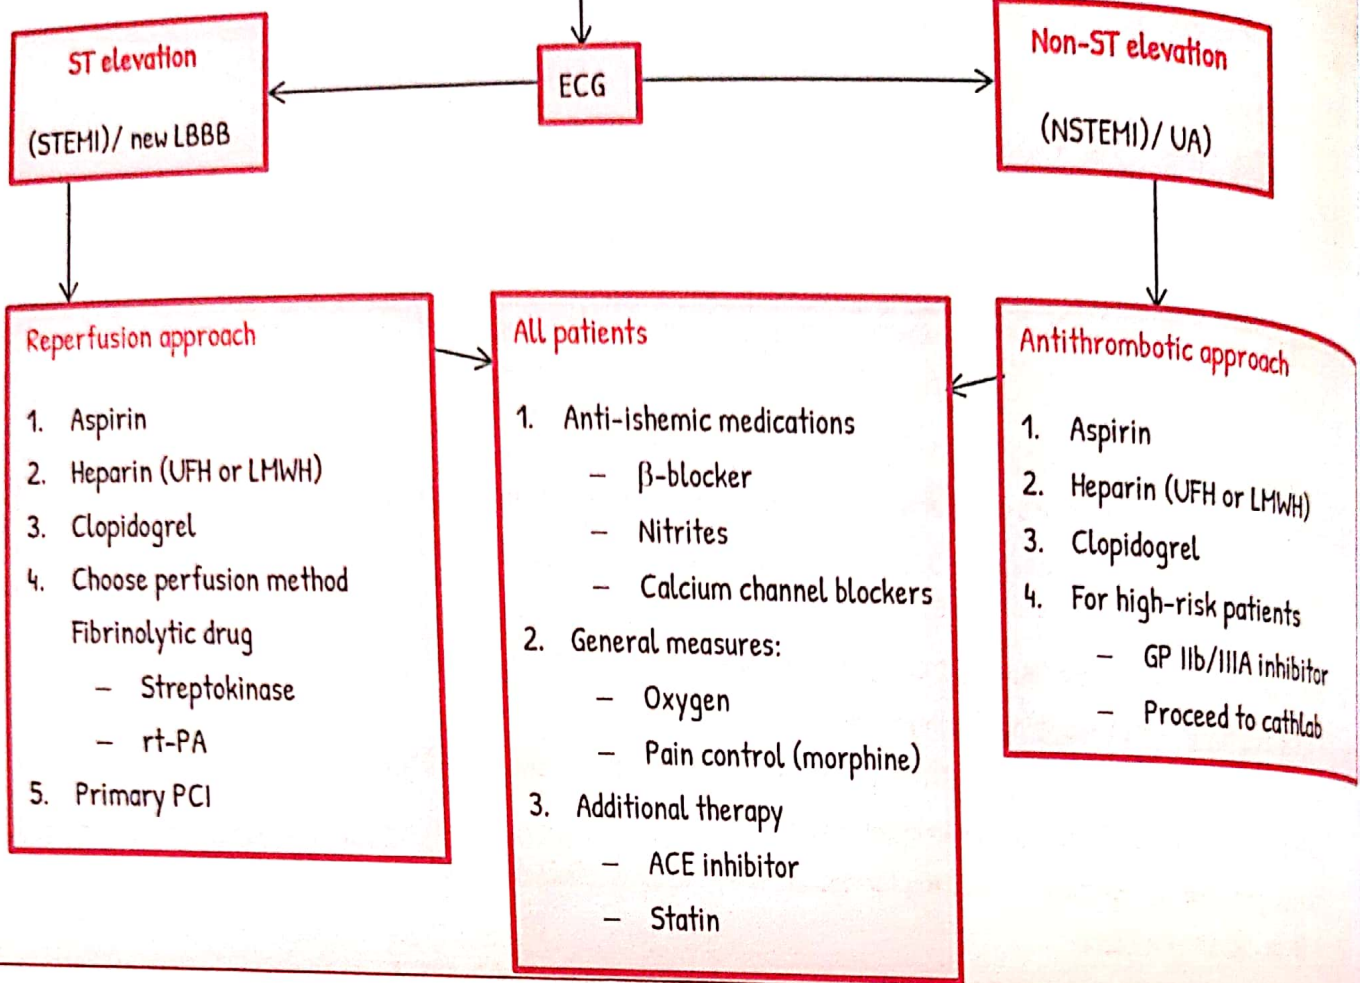 ST elevation
(STEMI)/ new LBBB
ECG
Non-ST elevation
(NSTEMI)/ UA)
Reperfusion approach
1. Aspirin
2. Heparin (UFH or LMWH)
3. Clopidogrel
4. Choose perfusion method
Fibrinolytic drug
– Streptokinase
– rt-PA
5. Primary PCI
All patients
1. Anti-ishemic medications
– β-blocker
– Nitrites
– Calcium channel blockers
2. General measures:
– Oxygen
– Pain control (morphine)
3. Additional therapy
– ACE inhibitor
– Statin
Antithrombotic approach
1. Aspirin
2. Heparin (UFH or LMWH)
3. Clopidogrel
4. For high-risk patients
– GP IIb/IIIA inhibitor
– Proceed to cathlab